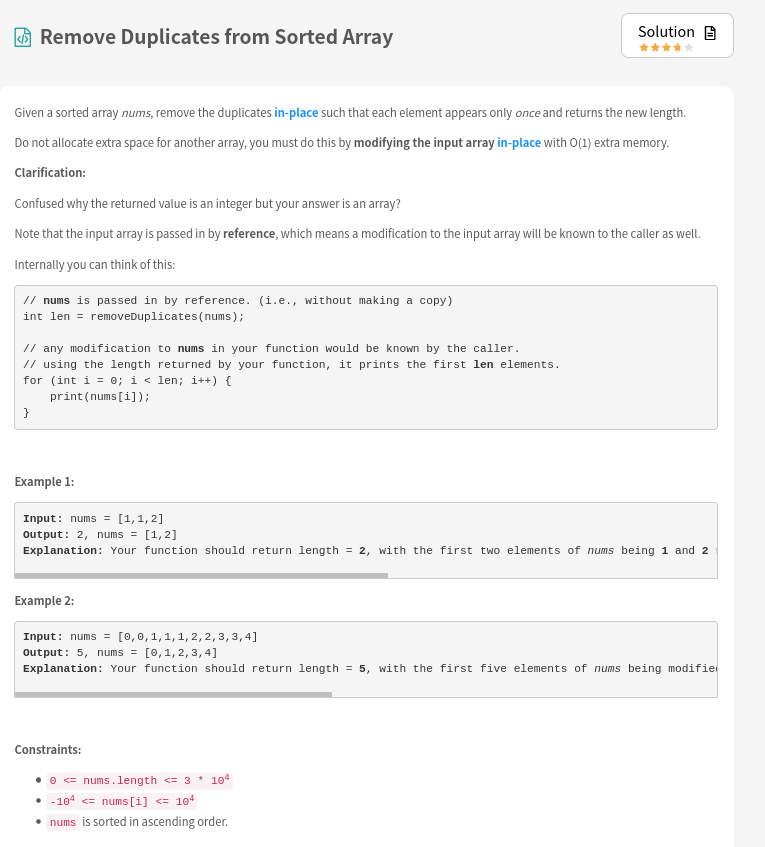 Remove Duplicates from Sorted Array
Solution
Given a sorted array nums, remove the duplicates in-place such that each element appears only once and returns the new length.
Do not allocate extra space for another array, you must do this by modifying the input array in-place with O(1) extra memory.
Clarification:
Confused why the returned value is an integer but your answer is an array?
Note that the input array is passed in by reference, which means a modification to the input array will be known to the caller as well.
Internally you can think of this:
// nums is passed in by reference. (i.e., without making a copy)
int len = removeDuplicates(nums);
// any modification to nums in your function would be known by the caller.
// using the length returned by your function, it prints the first len elements.
for (int i = 0; i < len; i++) {
    print(nums[i]);
}
Example 1:
Input: nums = [1,1,2]
Output: 2, nums = [1,2]
Explanation: Your function should return length = 2, with the first two elements of nums being 1 and 2
Example 2:
Input: nums = [0,0,1,1,1,2,2,3,3,4]
Output: 5, nums = [0,1,2,3,4]
Explanation: Your function should return length = 5, with the first five elements of nums being modified
Constraints:
• 0 <= nums.length <= 3 * 10⁴
• -10⁴ <= nums[i] <= 10⁴
• nums is sorted in ascending order.